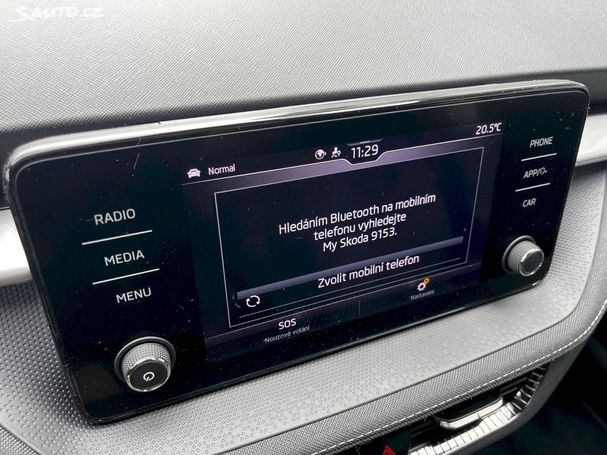 SAUTO.CZ
20.5°C
Normal
11:29
PHONE
RADIO
Hledáním Bluetooth na mobilním
telefonu vyhledejte
My Skoda 9153.
APP/
CAR
MEDIA
Zvolit mobilní telefon
MENU
Nastavení
SOS
Nouzové volání